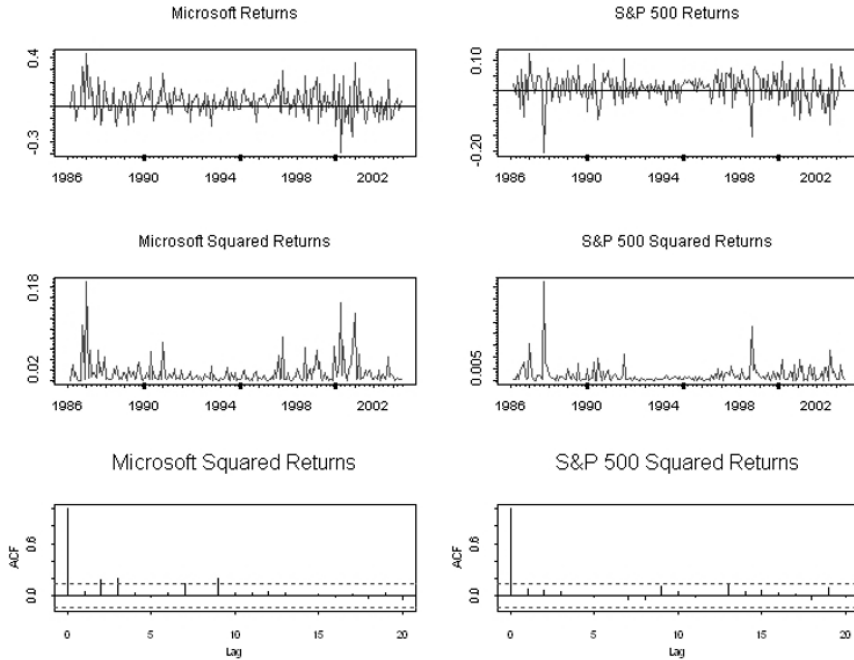 Microsoft Returns
0.4
-0.3
1986 1990 1994 1998 2002
S&P 500 Returns
0.10
-0.20
1986 1990 1994 1998 2002
Microsoft Squared Returns
0.18
0.02
1986 1990 1994 1998 2002
S&P 500 Squared Returns
0.005
1986 1990 1994 1998 2002
Microsoft Squared Returns
ACF
0.6
0.0
0 5 10 15 20
Lag
S&P 500 Squared Returns
ACF
0.6
0.0
0 5 10 15 20
Lag